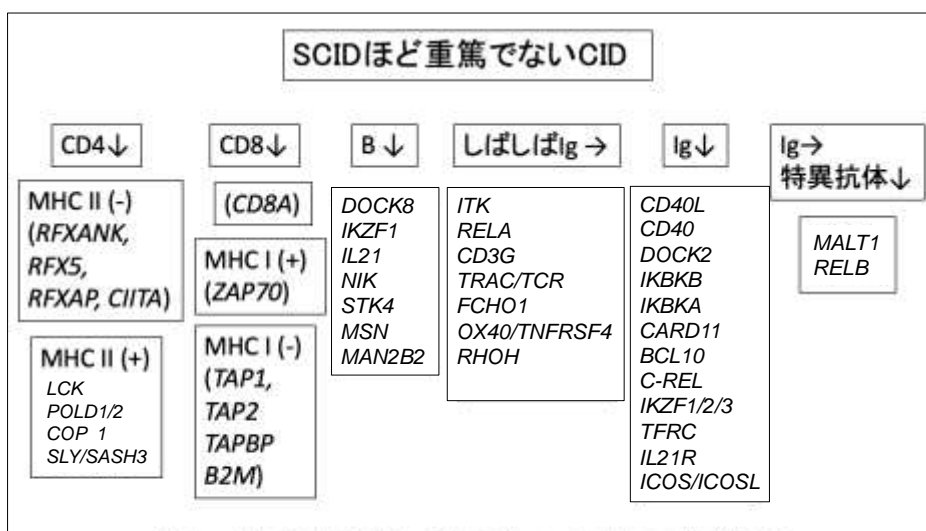 SCIDほど重篤でないCID
CD4↓
MHC II (-)
(RFXANK,
RFX5,
RFXAP, CIITA)
MHC II (+)
LCK
POLD1/2
COP 1
SLY/SASH3
CD8↓
(CD8A)
MHC I (+)
(ZAP70)
MHC I (-)
(TAP1,
TAP2
TAPBP
B2M)
B ↓
DOCK8
IKZF1
IL21
NIK
STK4
MSN
MAN2B2
しばしばIg →
ITK
RELA
CD3G
TRAC/TCR
FCHO1
OX40/TNFRSF4
RHOH
Ig↓
CD40L
CD40
DOCK2
IKBKB
IKBKA
CARD11
BCL10
C-REL
IKZF1/2/3
TFRC
IL21R
ICOS/ICOSL
Ig→
特異抗体↓
MALT1
RELB